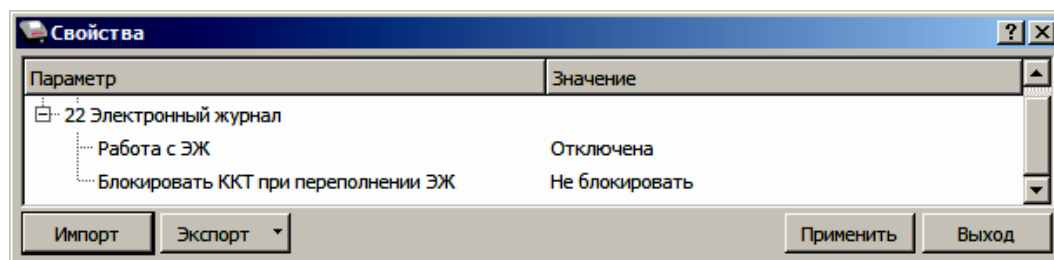 Свойства
Параметр Значение
22 Электронный журнал
Работа с ЭЖ Отключена
Блокировать ККТ при переполнении ЭЖ Не блокировать
Импорт Экспорт Применить Выход